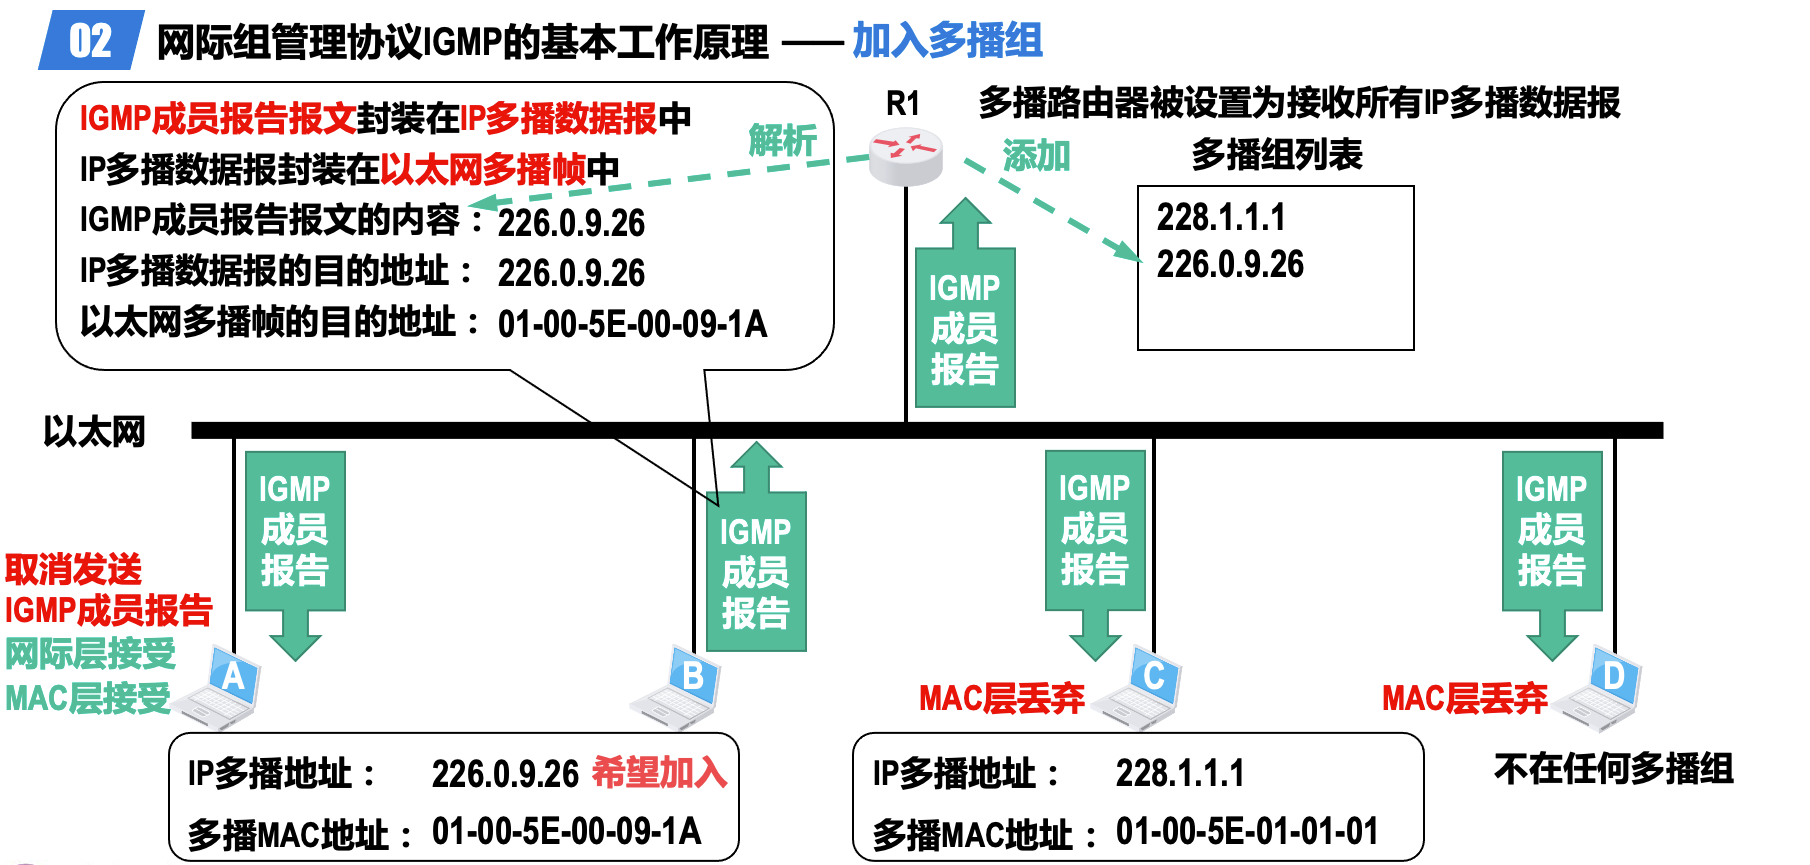 02 网际组管理协议IGMP的基本工作原理 —— 加入多播组
IGMP成员报告报文封装在IP多播数据报中
IP多播数据报封装在以太网多播帧中
IGMP成员报告报文的内容： 226.0.9.26
IP多播数据报的目的地址： 226.0.9.26
以太网多播帧的目的地址： 01-00-5E-00-09-1A
解析
R1
多播路由器被设置为接收所有IP多播数据报
添加
多播组列表
228.1.1.1
226.0.9.26
IGMP
成员
报告
以太网
IGMP
成员
报告
IGMP
成员
报告
IGMP
成员
报告
IGMP
成员
报告
取消发送
IGMP成员报告
网际层接受
MAC层接受
A
B
MAC层丢弃
C
MAC层丢弃
D
IP多播地址： 226.0.9.26 希望加入
多播MAC地址： 01-00-5E-00-09-1A
IP多播地址： 228.1.1.1
多播MAC地址： 01-00-5E-01-01-01
不在任何多播组